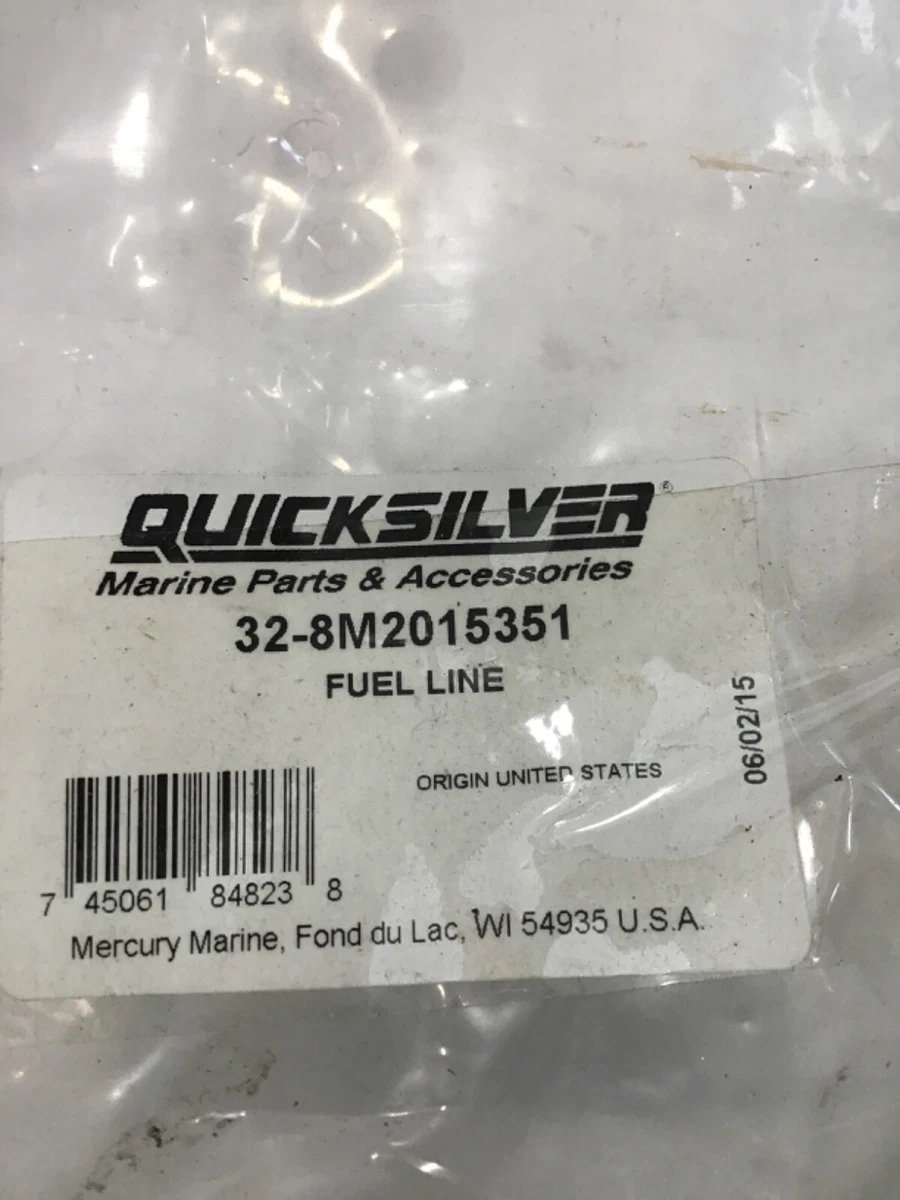 QUICKSILVER®
Marine Parts & Accessories
32-8M2015351
FUEL LINE
ORIGIN UNITED STATES
06/02/15
7 45061 84823 8
Mercury Marine, Fond du Lac, WI 54935 U.S.A.